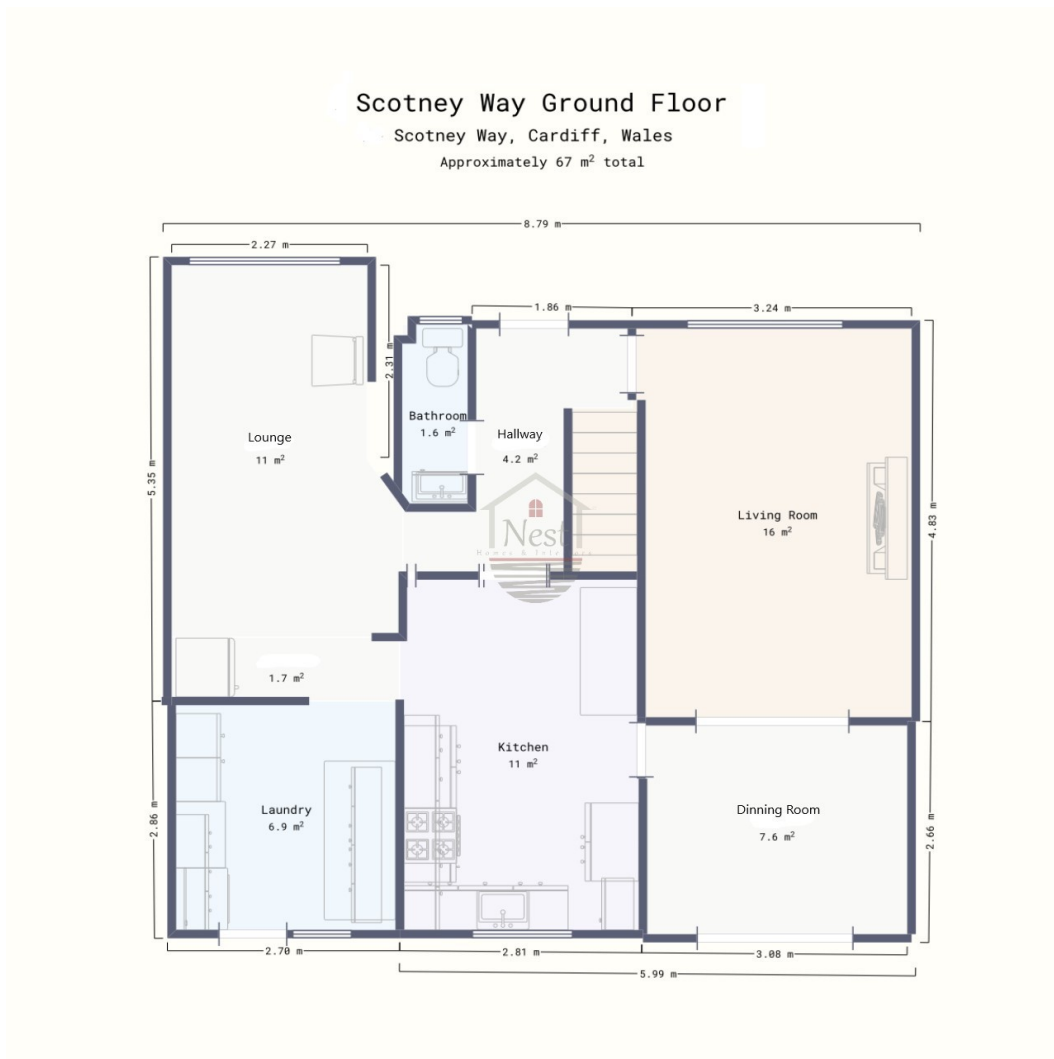 Scotney Way Ground Floor
Scotney Way, Cardiff, Wales
Approximately 67 m² total
8.79 m
2.27 m
1.86 m
3.24 m
2.31 m
Bathroom
1.6 m²
Lounge
11 m²
Hallway
4.2 m²
5.35 m
4.83 m
Living Room
16 m²
Nest
Homes & Interiors
1.7 m²
Kitchen
11 m²
Laundry
6.9 m²
Dinning Room
7.6 m²
2.86 m
2.66 m
2.70 m
2.81 m
3.08 m
5.99 m